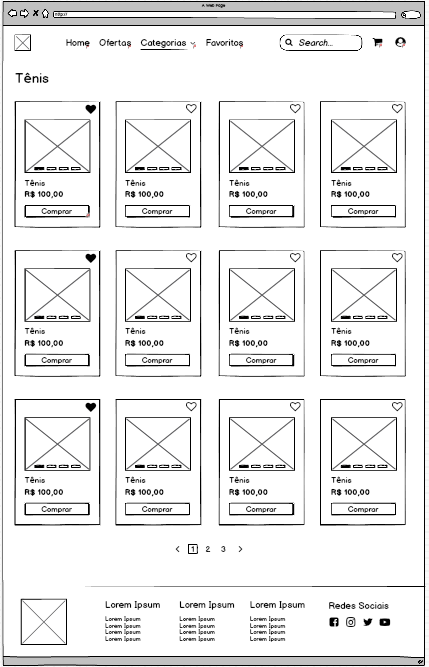 A Web Page
http://
Home Ofertas Categorias Favoritos Search...
Tênis
Tênis Tênis Tênis Tênis
R$ 100,00 R$ 100,00 R$ 100,00 R$ 100,00
Comprar Comprar Comprar Comprar
Tênis Tênis Tênis Tênis
R$ 100,00 R$ 100,00 R$ 100,00 R$ 100,00
Comprar Comprar Comprar Comprar
Tênis Tênis Tênis Tênis
R$ 100,00 R$ 100,00 R$ 100,00 R$ 100,00
Comprar Comprar Comprar Comprar
< 1 2 3 >
Lorem Ipsum Lorem Ipsum Lorem Ipsum Redes Sociais
Lorem Ipsum Lorem Ipsum Lorem Ipsum
Lorem Ipsum Lorem Ipsum Lorem Ipsum
Lorem Ipsum Lorem Ipsum Lorem Ipsum
Lorem Ipsum Lorem Ipsum Lorem Ipsum